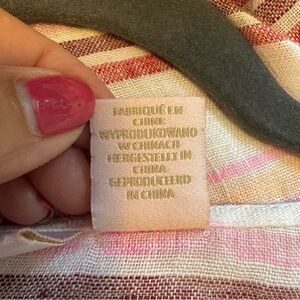 FABRIQUÉ EN
CHINE
WYPRODUKOWANO
W CHINACH
HERGESTELLT IN
CHINA
GEPRODUCEERD
IN CHINA